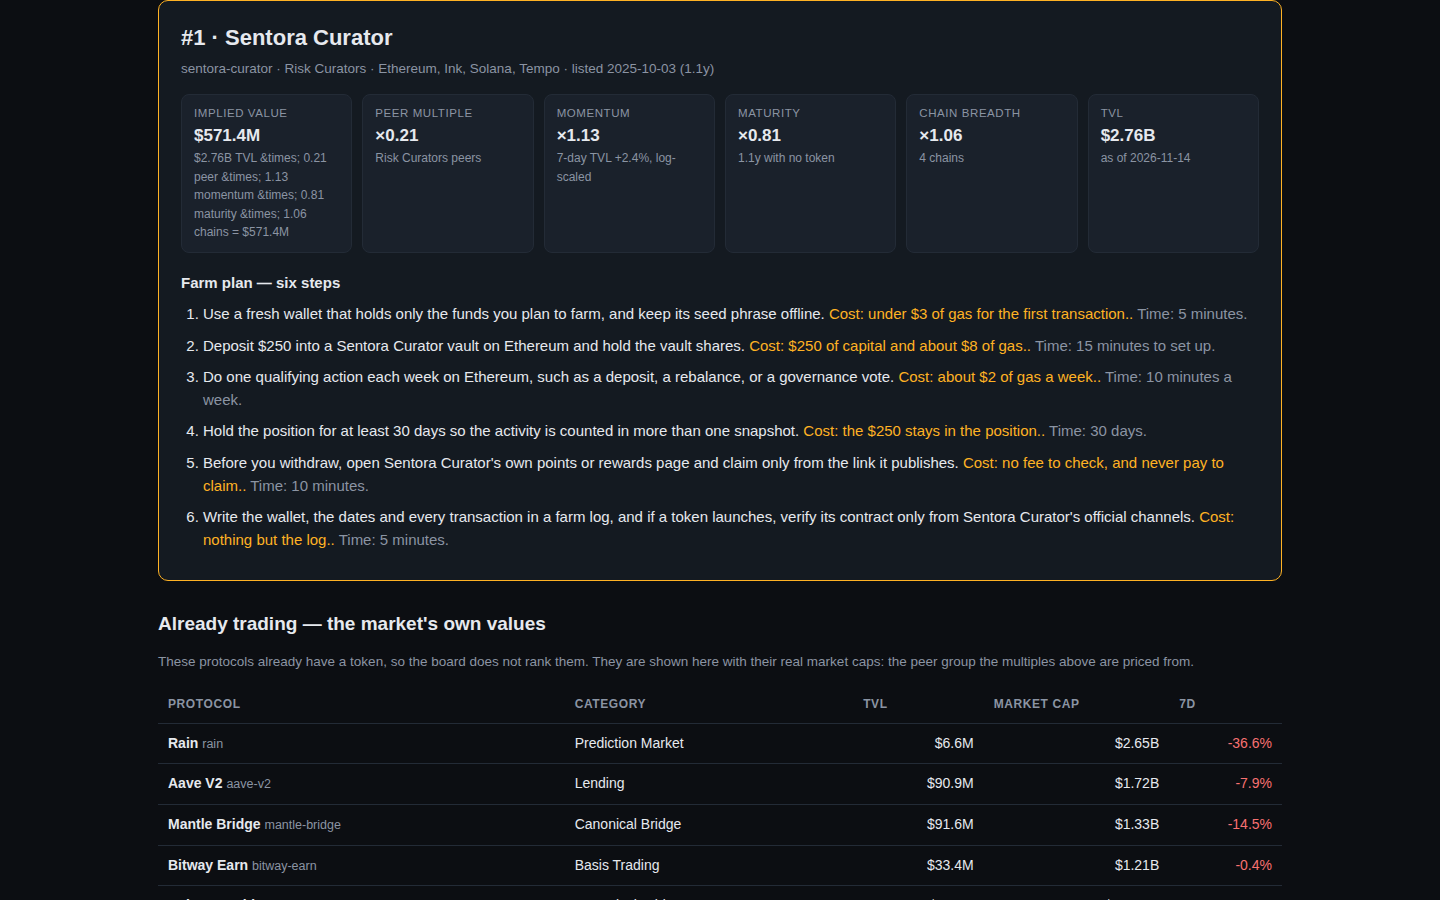 #1 · Sentora Curator
sentora-curator · Risk Curators · Ethereum, Ink, Solana, Tempo · listed 2025-10-03 (1.1y)
IMPLIED VALUE
$571.4M
$2.76B TVL &times; 0.21
peer &times; 1.13
momentum &times; 0.81
maturity &times; 1.06
chains = $571.4M
PEER MULTIPLE
×0.21
Risk Curators peers
MOMENTUM
×1.13
7-day TVL +2.4%, log-
scaled
MATURITY
×0.81
1.1y with no token
CHAIN BREADTH
×1.06
4 chains
TVL
$2.76B
as of 2026-11-14
Farm plan — six steps
1. Use a fresh wallet that holds only the funds you plan to farm, and keep its seed phrase offline. Cost: under $3 of gas for the first transaction.. Time: 5 minutes.
2. Deposit $250 into a Sentora Curator vault on Ethereum and hold the vault shares. Cost: $250 of capital and about $8 of gas.. Time: 15 minutes to set up.
3. Do one qualifying action each week on Ethereum, such as a deposit, a rebalance, or a governance vote. Cost: about $2 of gas a week.. Time: 10 minutes a
week.
4. Hold the position for at least 30 days so the activity is counted in more than one snapshot. Cost: the $250 stays in the position.. Time: 30 days.
5. Before you withdraw, open Sentora Curator's own points or rewards page and claim only from the link it publishes. Cost: no fee to check, and never pay to
claim.. Time: 10 minutes.
6. Write the wallet, the dates and every transaction in a farm log, and if a token launches, verify its contract only from Sentora Curator's official channels. Cost:
nothing but the log.. Time: 5 minutes.
Already trading — the market's own values
These protocols already have a token, so the board does not rank them. They are shown here with their real market caps: the peer group the multiples above are priced from.
PROTOCOL CATEGORY TVL MARKET CAP 7D
Rain rain Prediction Market $6.6M $2.65B -36.6%
Aave V2 aave-v2 Lending $90.9M $1.72B -7.9%
Mantle Bridge mantle-bridge Canonical Bridge $91.6M $1.33B -14.5%
Bitway Earn bitway-earn Basis Trading $33.4M $1.21B -0.4%